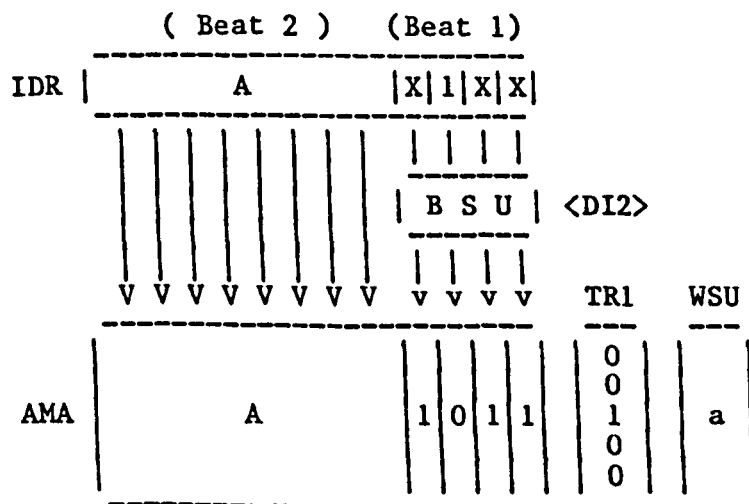 ( Beat 2 ) (Beat 1)
IDR | A |X|1|X|X|
| B S U | <DI2>
V V V V V V V V v v v v TR1 WSU
0
0
AMA | A |1|0|1|1| 1 | a |
0
0